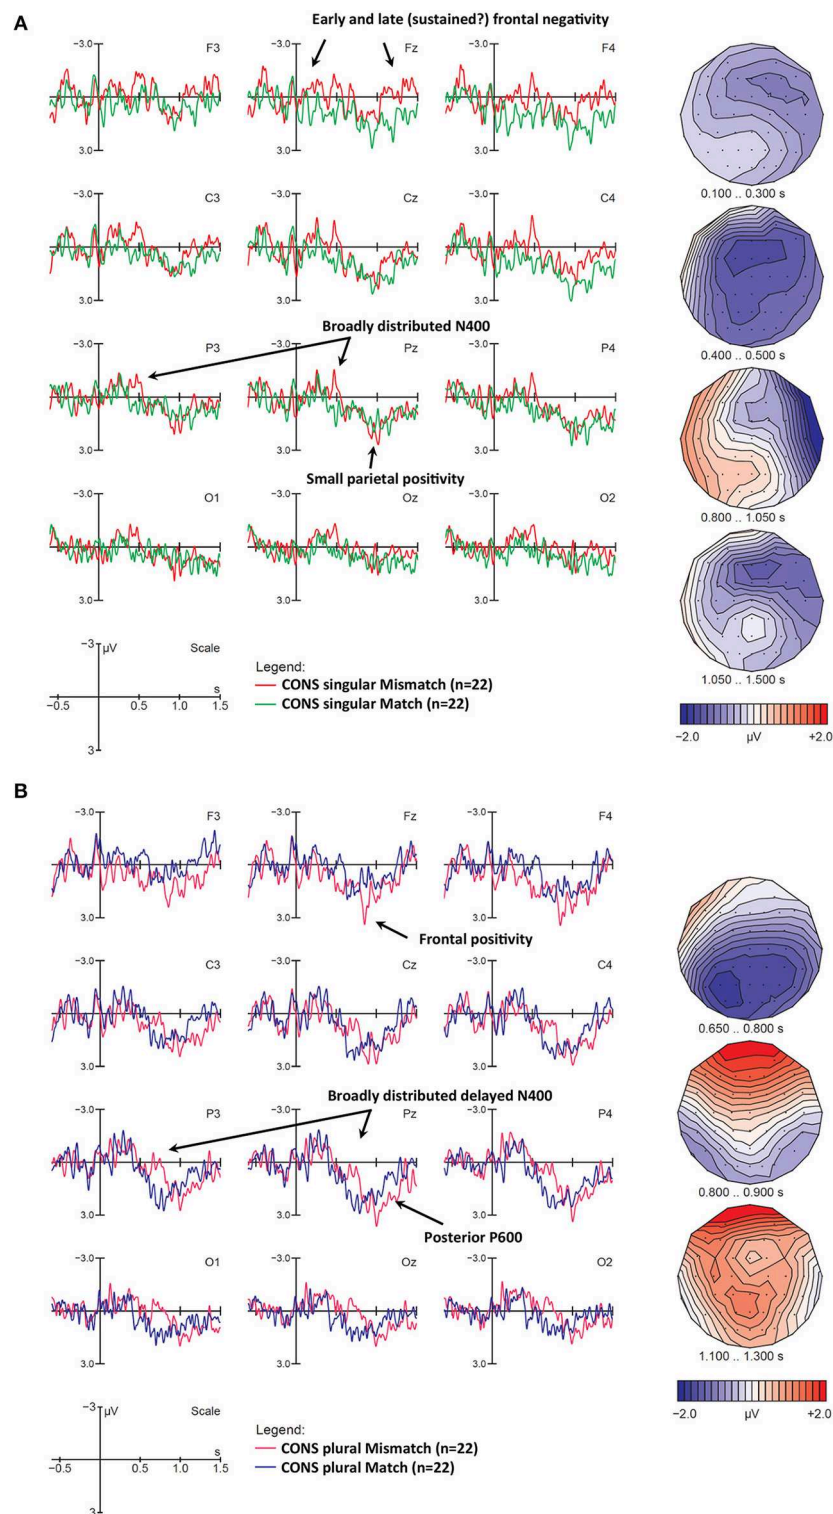 A
Early and late (sustained?) frontal negativity
−3.0 F3
3.0
−3.0 Fz
3.0
−3.0 F4
3.0
0.100 .. 0.300 s
−3.0 C3
3.0
−3.0 Cz
3.0
−3.0 C4
3.0
0.400 .. 0.500 s
Broadly distributed N400
−3.0 P3
3.0
−3.0 Pz
3.0
−3.0 P4
3.0
Small parietal positivity
0.800 .. 1.050 s
−3.0 O1
3.0
−3.0 Oz
3.0
−3.0 O2
3.0
1.050 .. 1.500 s
−3 µV Scale
s
−0.5 0.5 1.0 1.5
3
Legend:
CONS singular Mismatch (n=22)
CONS singular Match (n=22)
−2.0 µV +2.0
B
−3.0 F3
3.0
−3.0 Fz
3.0
−3.0 F4
3.0
Frontal positivity
−3.0 C3
3.0
−3.0 Cz
3.0
−3.0 C4
3.0
0.650 .. 0.800 s
Broadly distributed delayed N400
−3.0 P3
3.0
−3.0 Pz
3.0
−3.0 P4
3.0
0.800 .. 0.900 s
Posterior P600
−3.0 O1
3.0
−3.0 Oz
3.0
−3.0 O2
3.0
1.100 .. 1.300 s
−3 µV Scale
s
−0.5 0.5 1.0 1.5
3
Legend:
CONS plural Mismatch (n=22)
CONS plural Match (n=22)
−2.0 µV +2.0